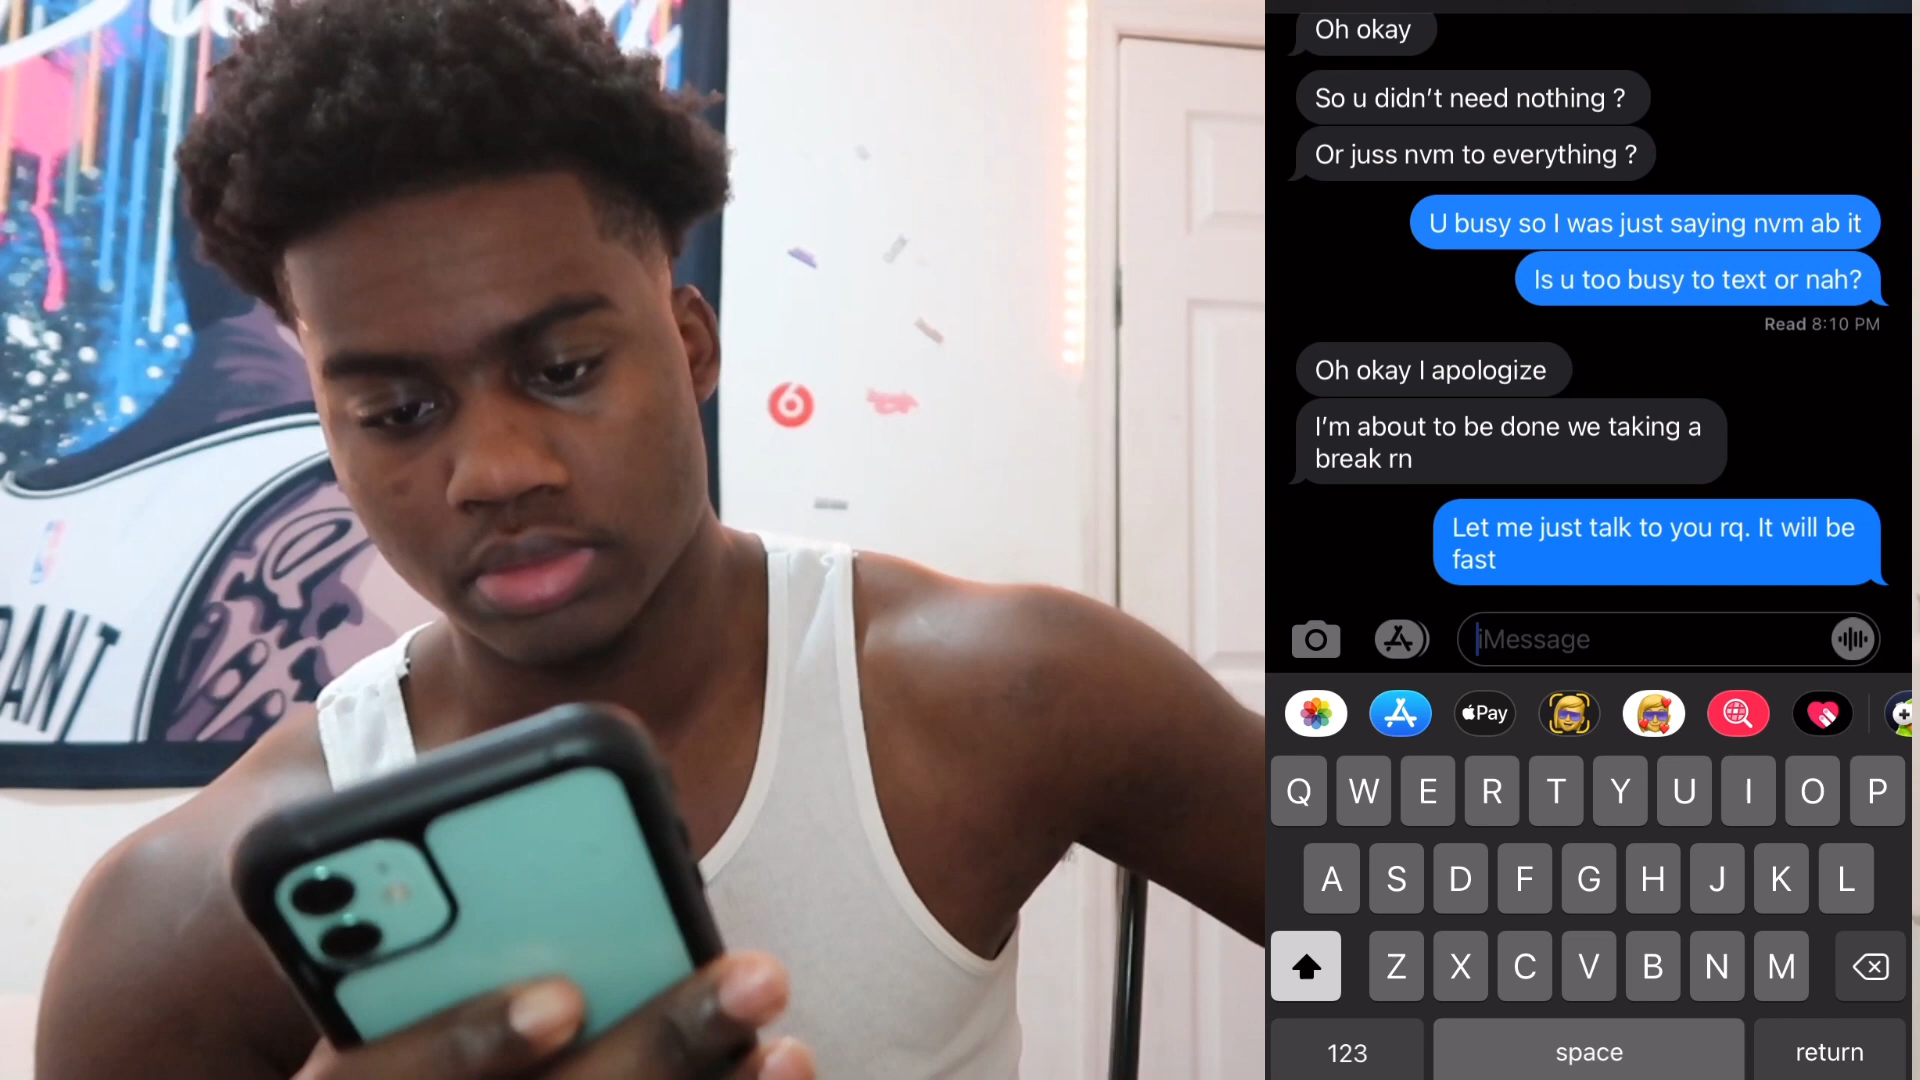 RANT
Oh okay
So u didn't need nothing ?
Or juss nvm to everything ?
U busy so I was just saying nvm ab it
Is u too busy to text or nah?
Read 8:10 PM
Oh okay I apologize
I'm about to be done we taking a
break rn
Let me just talk to you rq. It will be
fast
iMessage
Pay
Q W E R T Y U I O P
A S D F G H J K L
Z X C V B N M
123 space return